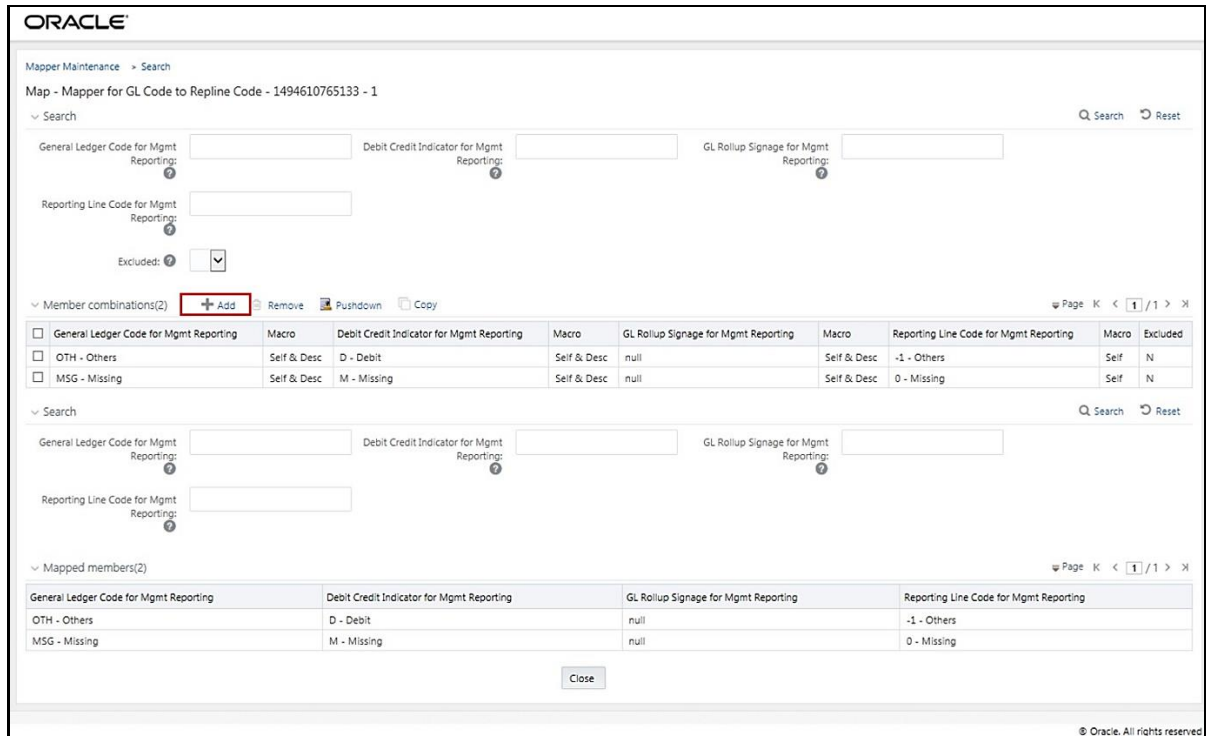 ORACLE
Mapper Maintenance > Search
Map - Mapper for GL Code to Repline Code - 1494610765133 - 1
Search
Search Reset
General Ledger Code for Mgmt Reporting:
Debit Credit Indicator for Mgmt Reporting:
GL Rollup Signage for Mgmt Reporting:
Reporting Line Code for Mgmt Reporting:
Excluded:
Member combinations(2) Add Remove Pushdown Copy Page 1 / 1
General Ledger Code for Mgmt Reporting Macro Debit Credit Indicator for Mgmt Reporting Macro GL Rollup Signage for Mgmt Reporting Macro Reporting Line Code for Mgmt Reporting Macro Excluded
OTH - Others Self & Desc D - Debit Self & Desc null Self & Desc -1 - Others Self N
MSG - Missing Self & Desc M - Missing Self & Desc null Self & Desc 0 - Missing Self N
Search
Search Reset
General Ledger Code for Mgmt Reporting:
Debit Credit Indicator for Mgmt Reporting:
GL Rollup Signage for Mgmt Reporting:
Reporting Line Code for Mgmt Reporting:
Mapped members(2) Page 1 / 1
General Ledger Code for Mgmt Reporting Debit Credit Indicator for Mgmt Reporting GL Rollup Signage for Mgmt Reporting Reporting Line Code for Mgmt Reporting
OTH - Others D - Debit null -1 - Others
MSG - Missing M - Missing null 0 - Missing
Close
© Oracle. All rights reserved